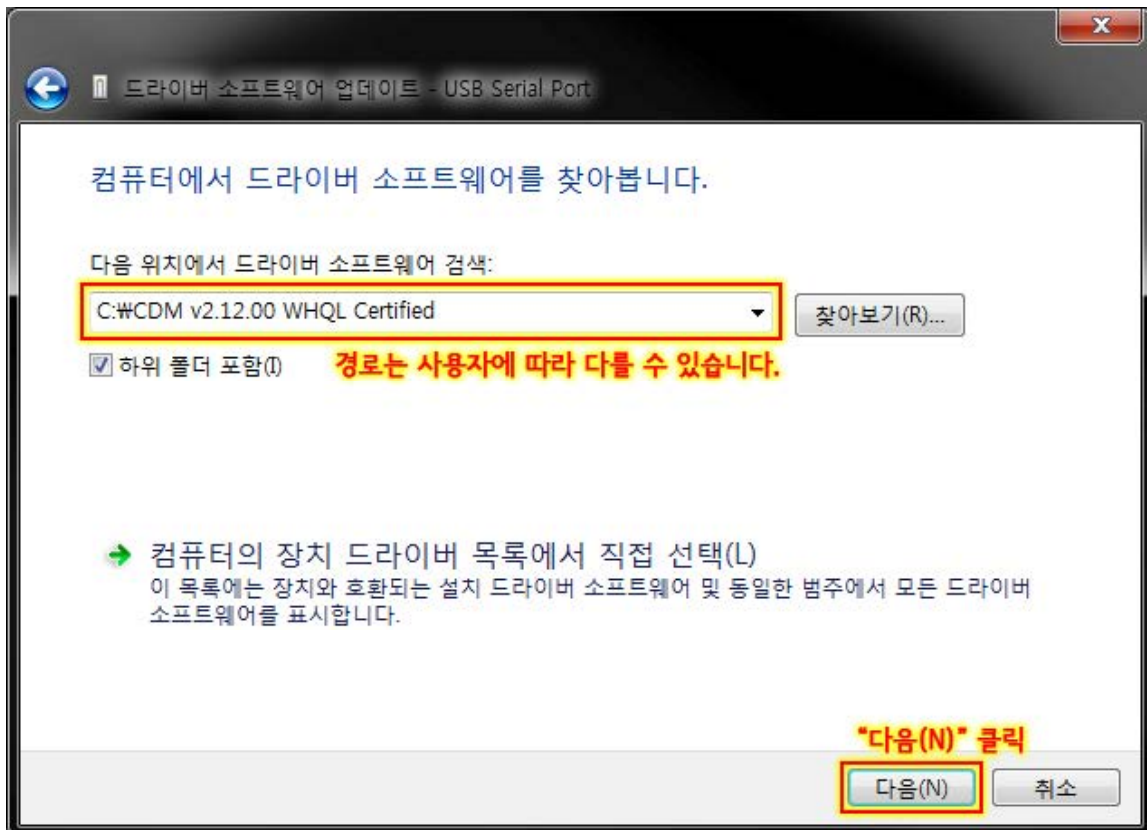 X
드라이버 소프트웨어 업데이트 - USB Serial Port
컴퓨터에서 드라이버 소프트웨어를 찾아봅니다.
다음 위치에서 드라이버 소프트웨어 검색:
C:₩CDM v2.12.00 WHQL Certified
찾아보기(R)...
하위 폴더 포함(I)
경로는 사용자에 따라 다를 수 있습니다.
컴퓨터의 장치 드라이버 목록에서 직접 선택(L)
이 목록에는 장치와 호환되는 설치 드라이버 소프트웨어 및 동일한 범주에서 모든 드라이버
소프트웨어를 표시합니다.
"다음(N)" 클릭
다음(N)
취소